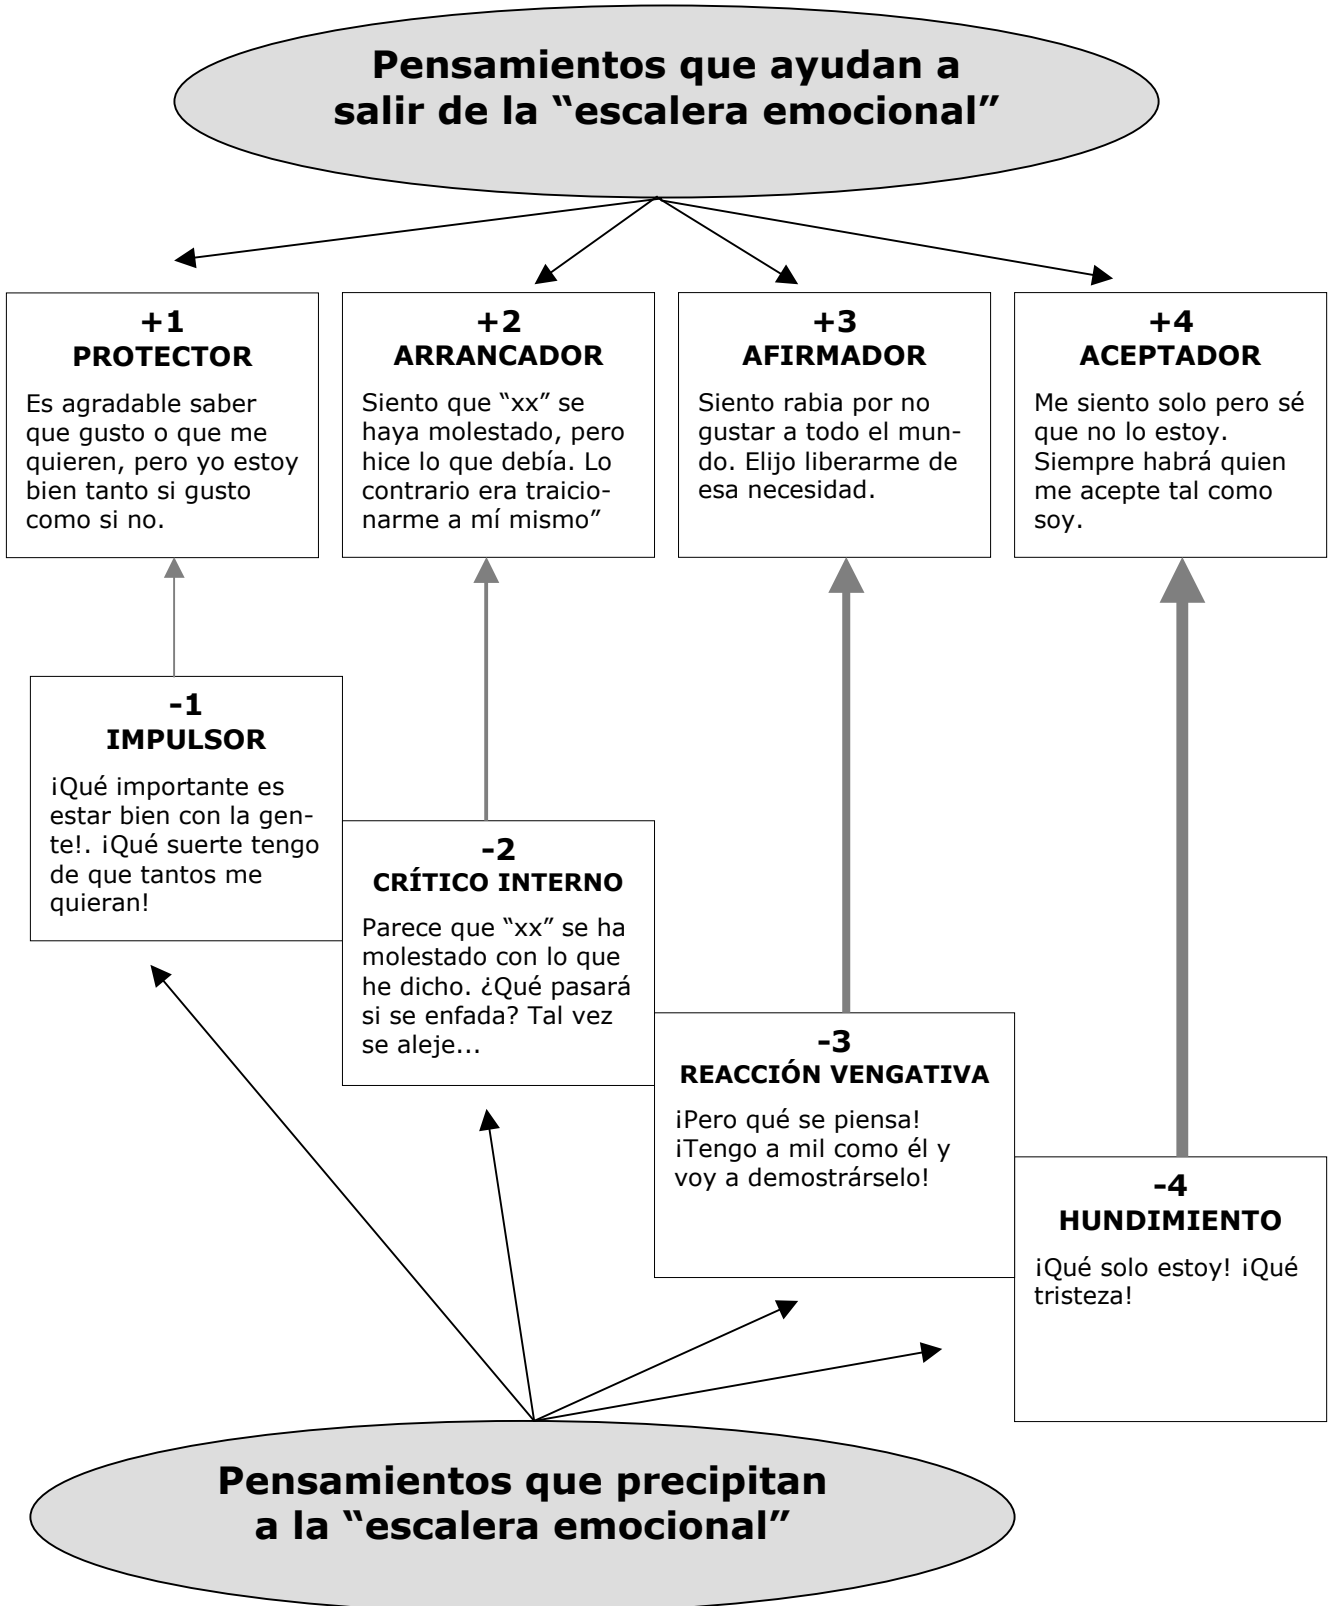 Pensamientos que ayudan a
salir de la “escalera emocional”
+1
PROTECTOR
Es agradable saber
que gusto o que me
quieren, pero yo estoy
bien tanto si gusto
como si no.
+2
ARRANCADOR
Siento que “xx” se
haya molestado, pero
hice lo que debía. Lo
contrario era traicio-
narme a mí mismo”
+3
AFIRMADOR
Siento rabia por no
gustar a todo el mun-
do. Elijo liberarme de
esa necesidad.
+4
ACEPTADOR
Me siento solo pero sé
que no lo estoy.
Siempre habrá quien
me acepte tal como
soy.
-1
IMPULSOR
¡Qué importante es
estar bien con la gen-
te!. ¡Qué suerte tengo
de que tantos me
quieran!
-2
CRÍTICO INTERNO
Parece que “xx” se ha
molestado con lo que
he dicho. ¿Qué pasará
si se enfada? Tal vez
se aleje...
-3
REACCIÓN VENGATIVA
¡Pero qué se piensa!
¡Tengo a mil como él y
voy a demostrárselo!
-4
HUNDIMIENTO
¡Qué solo estoy! ¡Qué
tristeza!
Pensamientos que precipitan
a la “escalera emocional”